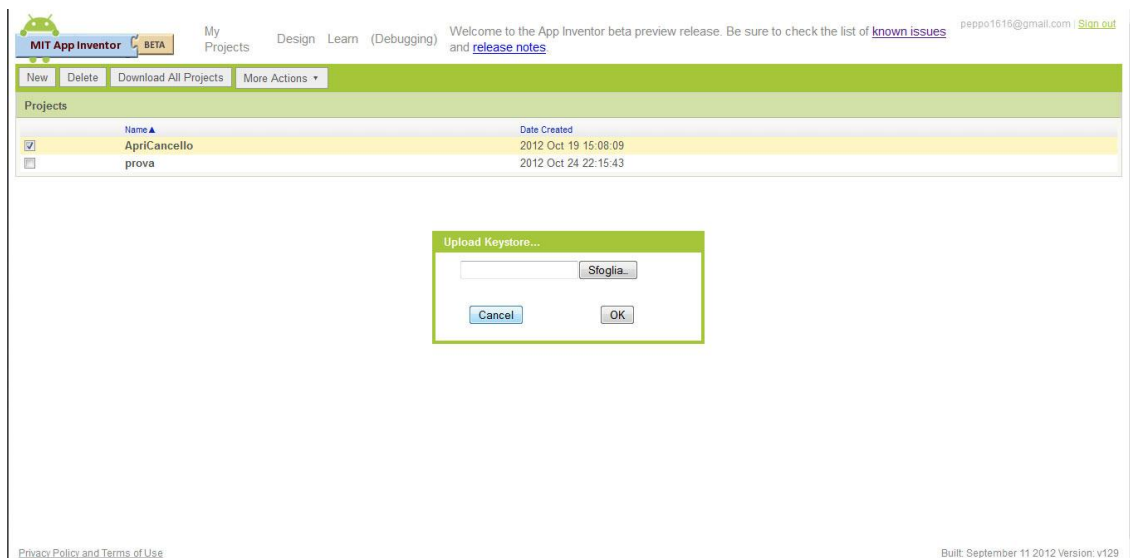 MIT App Inventor BETA
My Projects
Design Learn (Debugging)
Welcome to the App Inventor beta preview release. Be sure to check the list of known issues
and release notes.
peppo1616@gmail.com | Sign out
New Delete Download All Projects More Actions ▼
Projects
Name▲ Date Created
ApriCancello 2012 Oct 19 15:08:09
prova 2012 Oct 24 22:15:43
Upload Keystore...
Sfoglia...
Cancel OK
Privacy Policy and Terms of Use Built: September 11 2012 Version: v129